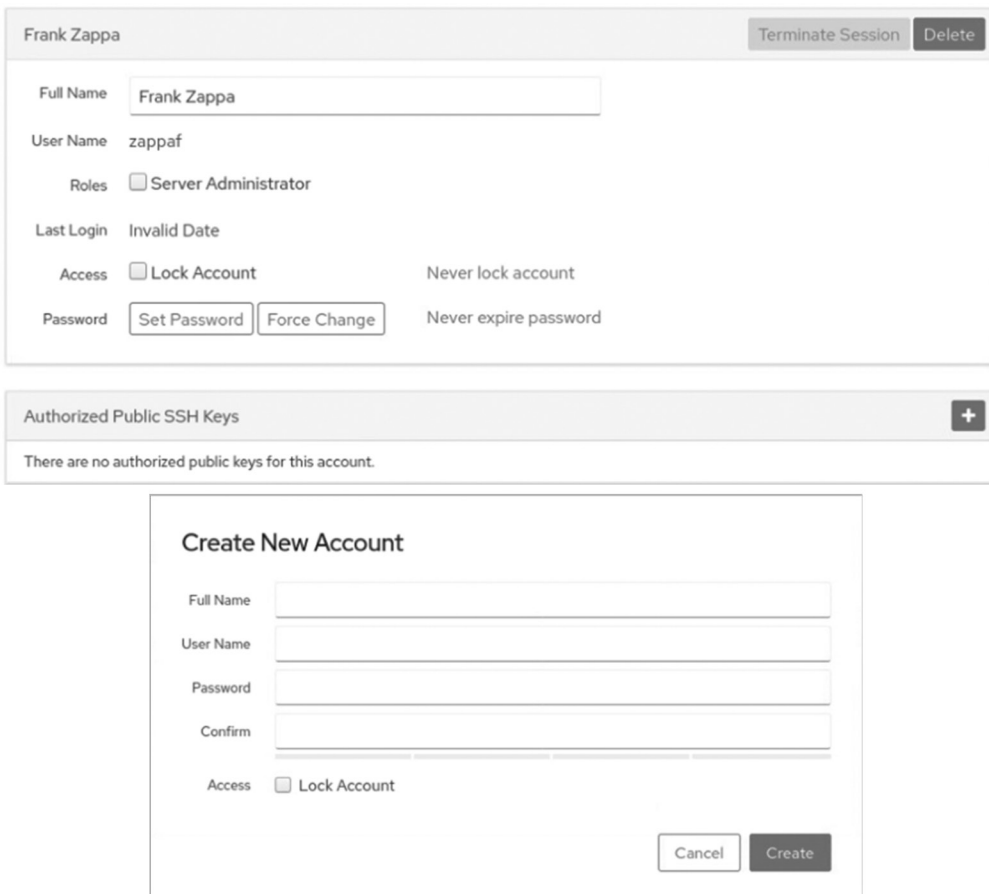 Frank Zappa Terminate Session Delete
Full Name Frank Zappa
User Name zappaf
Roles Server Administrator
Last Login Invalid Date
Access Lock Account Never lock account
Password Set Password Force Change Never expire password
Authorized Public SSH Keys +
There are no authorized public keys for this account.
Create New Account
Full Name
User Name
Password
Confirm
Access Lock Account
Cancel Create